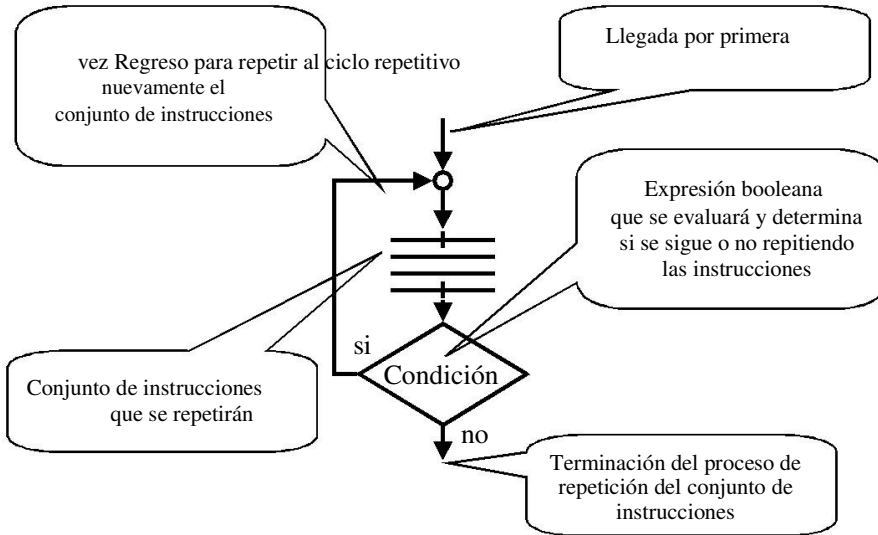 vez Regreso para repetir al ciclo repetitivo
nuevamente el
conjunto de instrucciones
Llegada por primera
Expresión booleana
que se evaluará y determina
si se sigue o no repitiendo
las instrucciones
si
Condición
Conjunto de instrucciones
que se repetirán
no
Terminación del proceso de
repetición del conjunto de
instrucciones